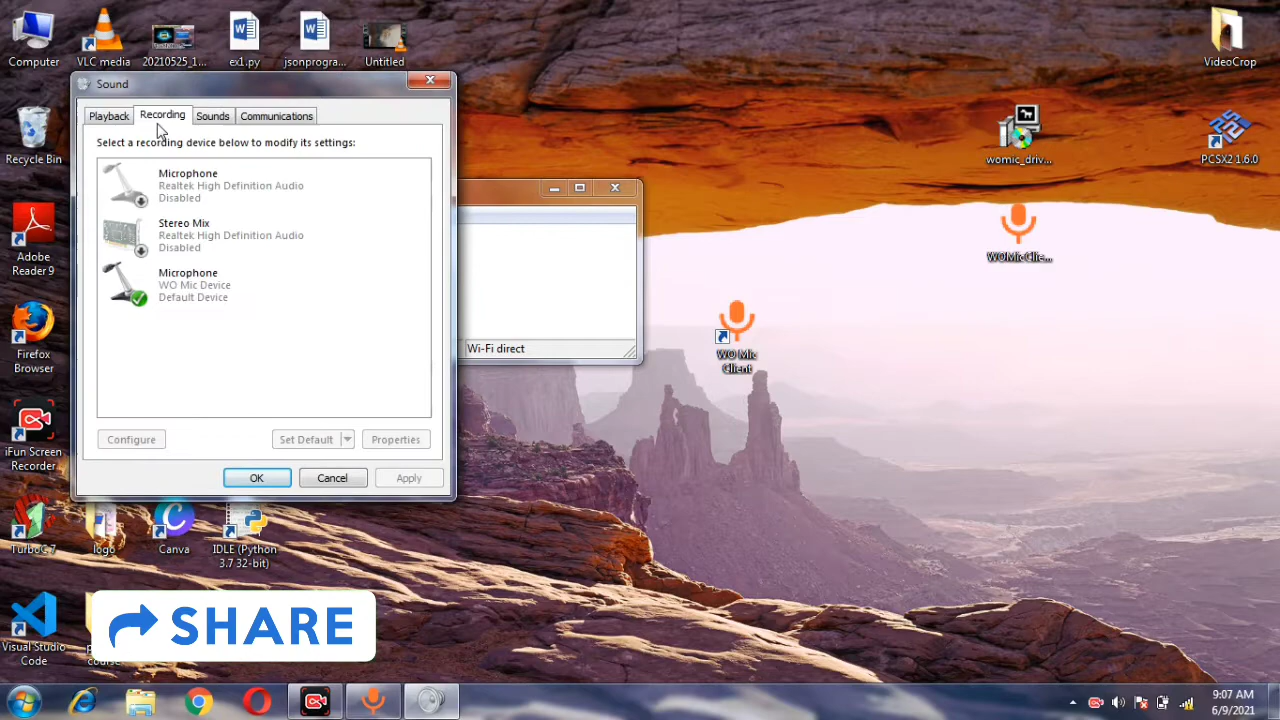 Computer
VLC media
20210525_1...
ex1.py
jsonprogra...
Untitled
VideoCrop
Sound
Playback
Recording
Sounds
Communications
Select a recording device below to modify its settings:
Microphone
Realtek High Definition Audio
Disabled
Stereo Mix
Realtek High Definition Audio
Disabled
Microphone
WO Mic Device
Default Device
Configure
Set Default
Properties
OK
Cancel
Apply
Wi-Fi direct
Recycle Bin
womic_driv...
PCSX2 1.6.0
Adobe
Reader 9
WOMicClie...
Firefox
Browser
WO Mic
Client
iFun Screen
Recorder
TurboC 7
logo
Canva
IDLE (Python
3.7 32-bit)
Visual Studio
Code
SHARE
9:07 AM
6/9/2021